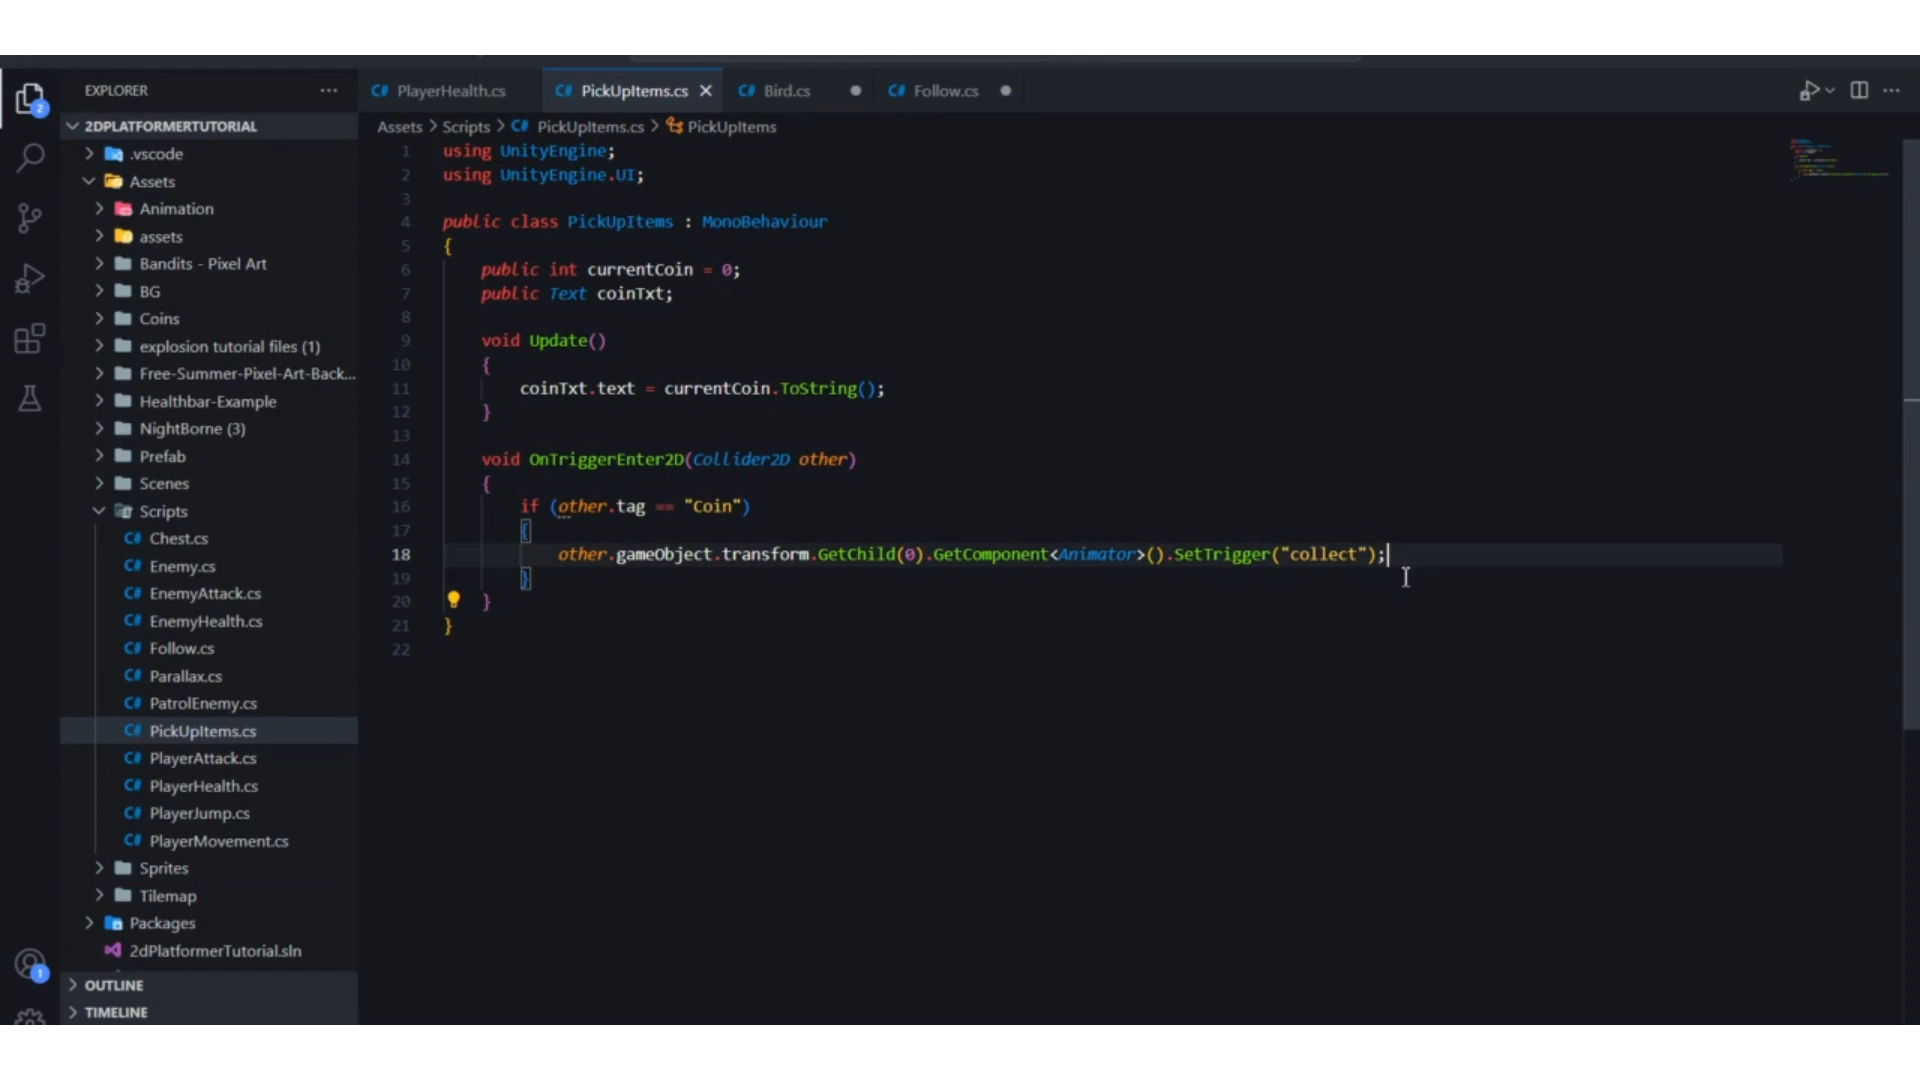 EXPLORER
2DPLATFORMERTUTORIAL
.vscode
Assets
Animation
assets
Bandits - Pixel Art
BG
Coins
explosion tutorial files (1)
Free-Summer-Pixel-Art-Back...
Healthbar-Example
NightBorne (3)
Prefab
Scenes
Scripts
C# Chest.cs
C# Enemy.cs
C# EnemyAttack.cs
C# EnemyHealth.cs
C# Follow.cs
C# Parallax.cs
C# PatrolEnemy.cs
C# PickUpItems.cs
C# PlayerAttack.cs
C# PlayerHealth.cs
C# PlayerJump.cs
C# PlayerMovement.cs
Sprites
Tilemap
Packages
2dPlatformerTutorial.sln
OUTLINE
TIMELINE
2
1
C# PlayerHealth.cs C# PickUpItems.cs C# Bird.cs C# Follow.cs
Assets > Scripts > C# PickUpItems.cs > PickUpItems
1 using UnityEngine;
2 using UnityEngine.UI;
3
4 public class PickUpItems : MonoBehaviour
5 {
6 public int currentCoin = 0;
7 public Text coinTxt;
8
9 void Update()
10 {
11 coinTxt.text = currentCoin.ToString();
12 }
13
14 void OnTriggerEnter2D(Collider2D other)
15 {
16 if (other.tag == "Coin")
17 {
18 other.gameObject.transform.GetChild(0).GetComponent<Animator>().SetTrigger("collect");
19 }
20 }
21 }
22